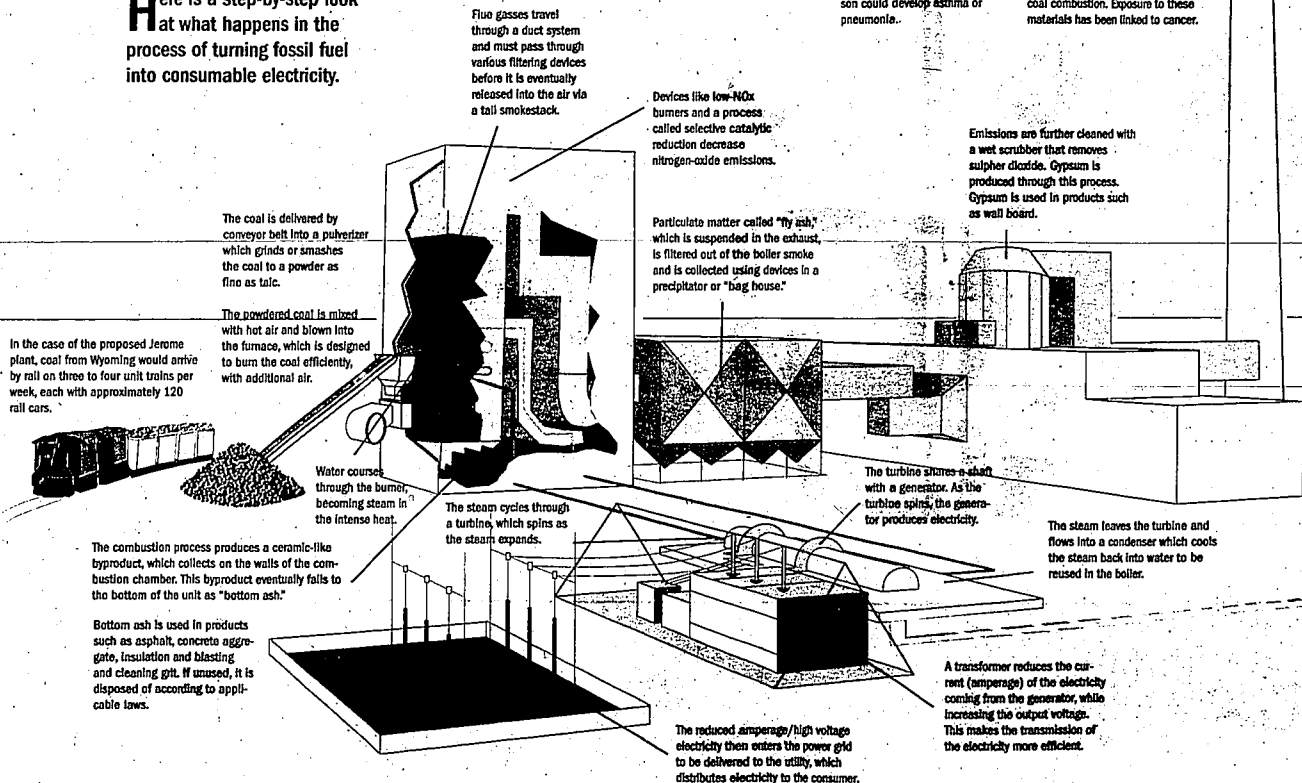 Here is a step-by-step look
at what happens in the
process of turning fossil fuel
into consumable electricity.
Flue gasses travel
through a duct system
and must pass through
various filtering devices
before it is eventually
released into the air via
a tall smokestack.
son could develop asthma or
pneumonia..
coal combustion. Exposure to these
materials has been linked to cancer.
Devices like low-NOx
burners and a process
called selective catalytic
reduction decrease
nitrogen-oxide emissions.
Emissions are further cleaned with
a wet scrubber that removes
sulpher dioxide. Gypsum is
produced through this process.
Gypsum is used in products such
as wall board.
The coal is delivered by
conveyor belt into a pulverizer
which grinds or smashes
the coal to a powder as
fine as talc.
Particulate matter called "fly ash,"
which is suspended in the exhaust,
is filtered out of the boiler smoke
and is collected using devices in a
precipitator or "bag house."
The powdered coal is mixed
with hot air and blown into
the furnace, which is designed
to burn the coal efficiently,
with additional air.
In the case of the proposed Jerome
plant, coal from Wyoming would arrive
by rail on three to four unit trains per
week, each with approximately 120
rail cars.
Water courses
through the burner,
becoming steam in
the intense heat.
The steam cycles through
a turbine, which spins as
the steam expands.
The turbine shares a shaft
with a generator. As the
turbine spins, the genera-
tor produces electricity.
The steam leaves the turbine and
flows into a condenser which cools
the steam back into water to be
reused in the boiler.
The combustion process produces a ceramic-like
byproduct, which collects on the walls of the com-
bustion chamber. This byproduct eventually falls to
the bottom of the unit as "bottom ash."
Bottom ash is used in products
such as asphalt, concrete aggre-
gate, insulation and blasting
and cleaning grit. If unused, it is
disposed of according to appli-
cable laws.
A transformer reduces the cur-
rent (amperage) of the electricity
coming from the generator, while
increasing the output voltage.
This makes the transmission of
the electricity more efficient.
The reduced amperage/high voltage
electricity then enters the power grid
to be delivered to the utility, which
distributes electricity to the consumer.